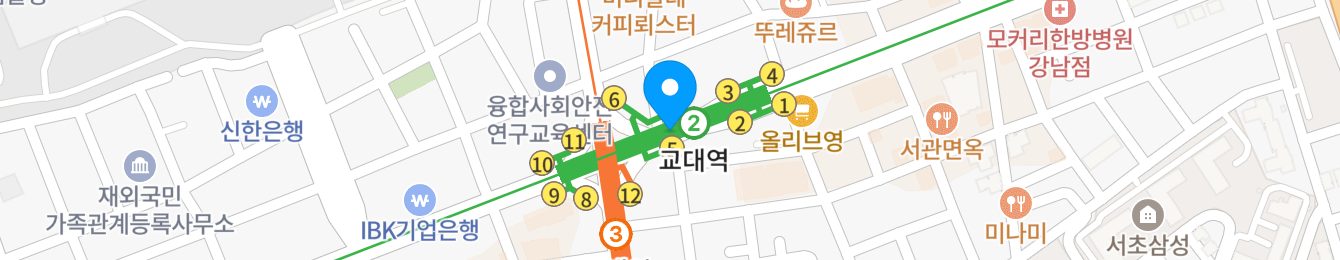 커피뢰스터
뚜레쥬르
모커리한방병원
강남점
4
3
6
1
2
2
신한은행
융합사회안전
연구교육센터
올리브영
서관면옥
11
5
교대역
10
재외국민
가족관계등록사무소
9
8
12
IBK기업은행
3
미나미
서초삼성